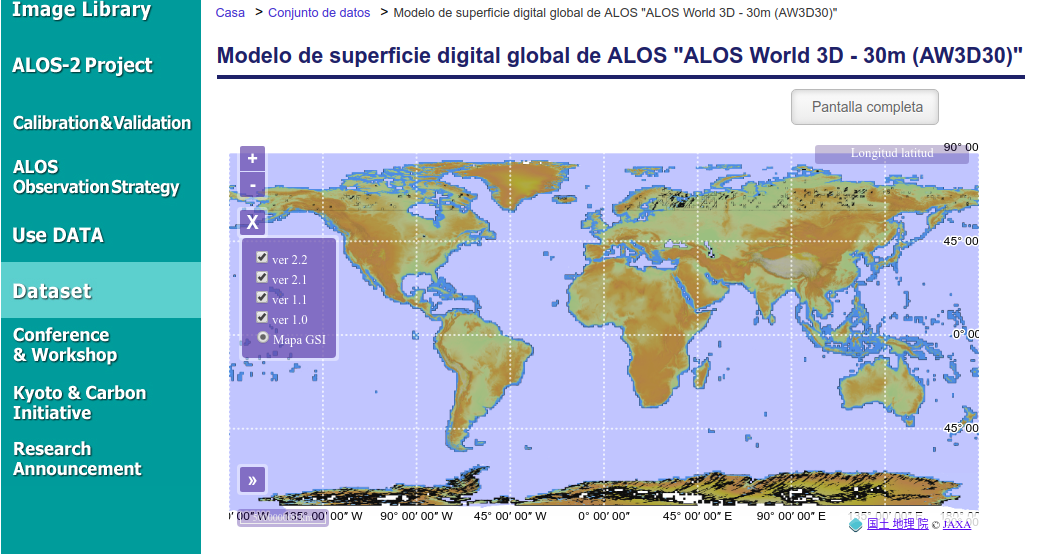 Image Library
ALOS-2 Project
Calibration & Validation
ALOS
Observation Strategy
Use DATA
Dataset
Conference
& Workshop
Kyoto & Carbon
Initiative
Research
Announcement
Casa > Conjunto de datos > Modelo de superficie digital global de ALOS "ALOS World 3D - 30m (AW3D30)"
Modelo de superficie digital global de ALOS "ALOS World 3D - 30m (AW3D30)"
Pantalla completa
Longitud latitud
90° 00
+
-
X
ver 2.2
ver 2.1
ver 1.1
ver 1.0
Mapa GSI
45° 00
0° 00
45° 00
»
° 00" W 135° 00' 00" W 90° 00' 00" W 45° 00' 00" W 0° 00' 00" 45° 00' 00" E 90° 00' 00" E
国土 地理 院 © JAXA